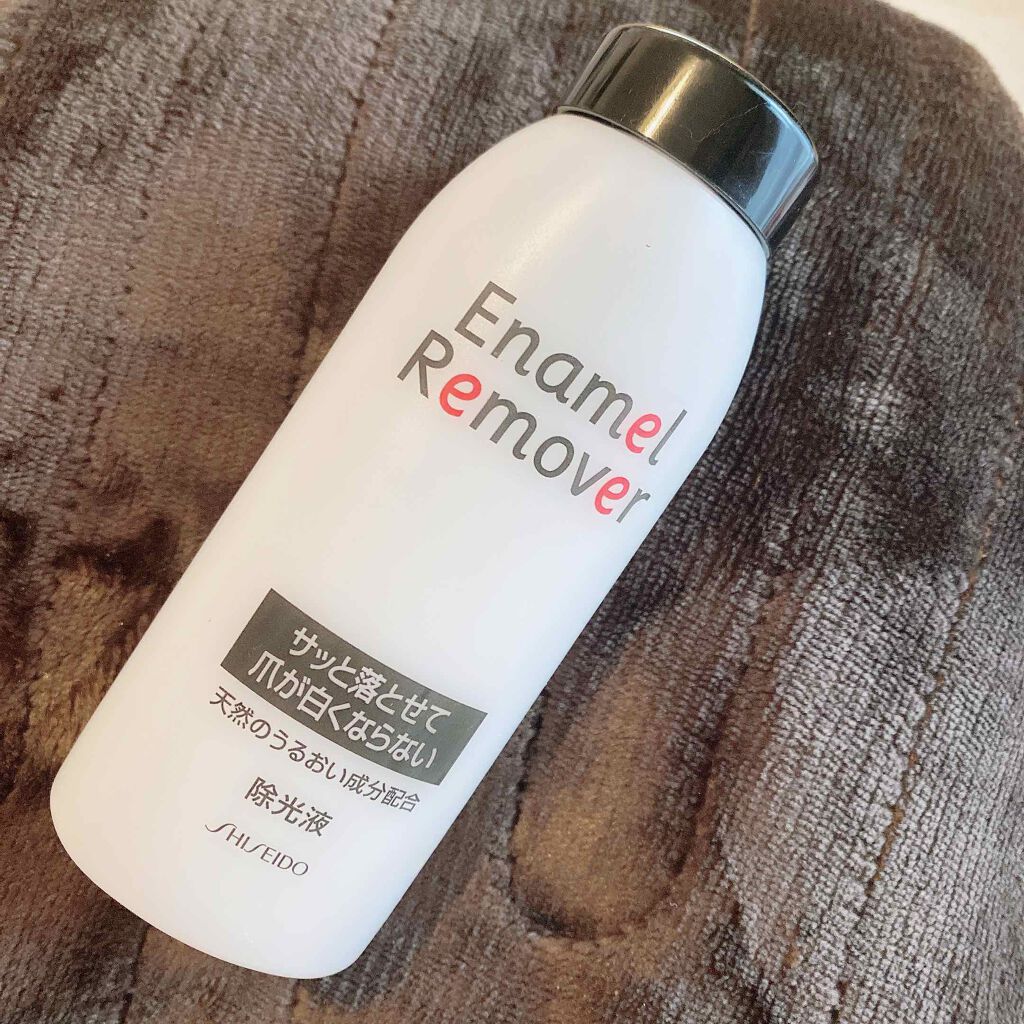 Enamel
Remover
サッと落とせて
爪が白くならない
天然のうるおい成分配合
除光液
SHISEIDO